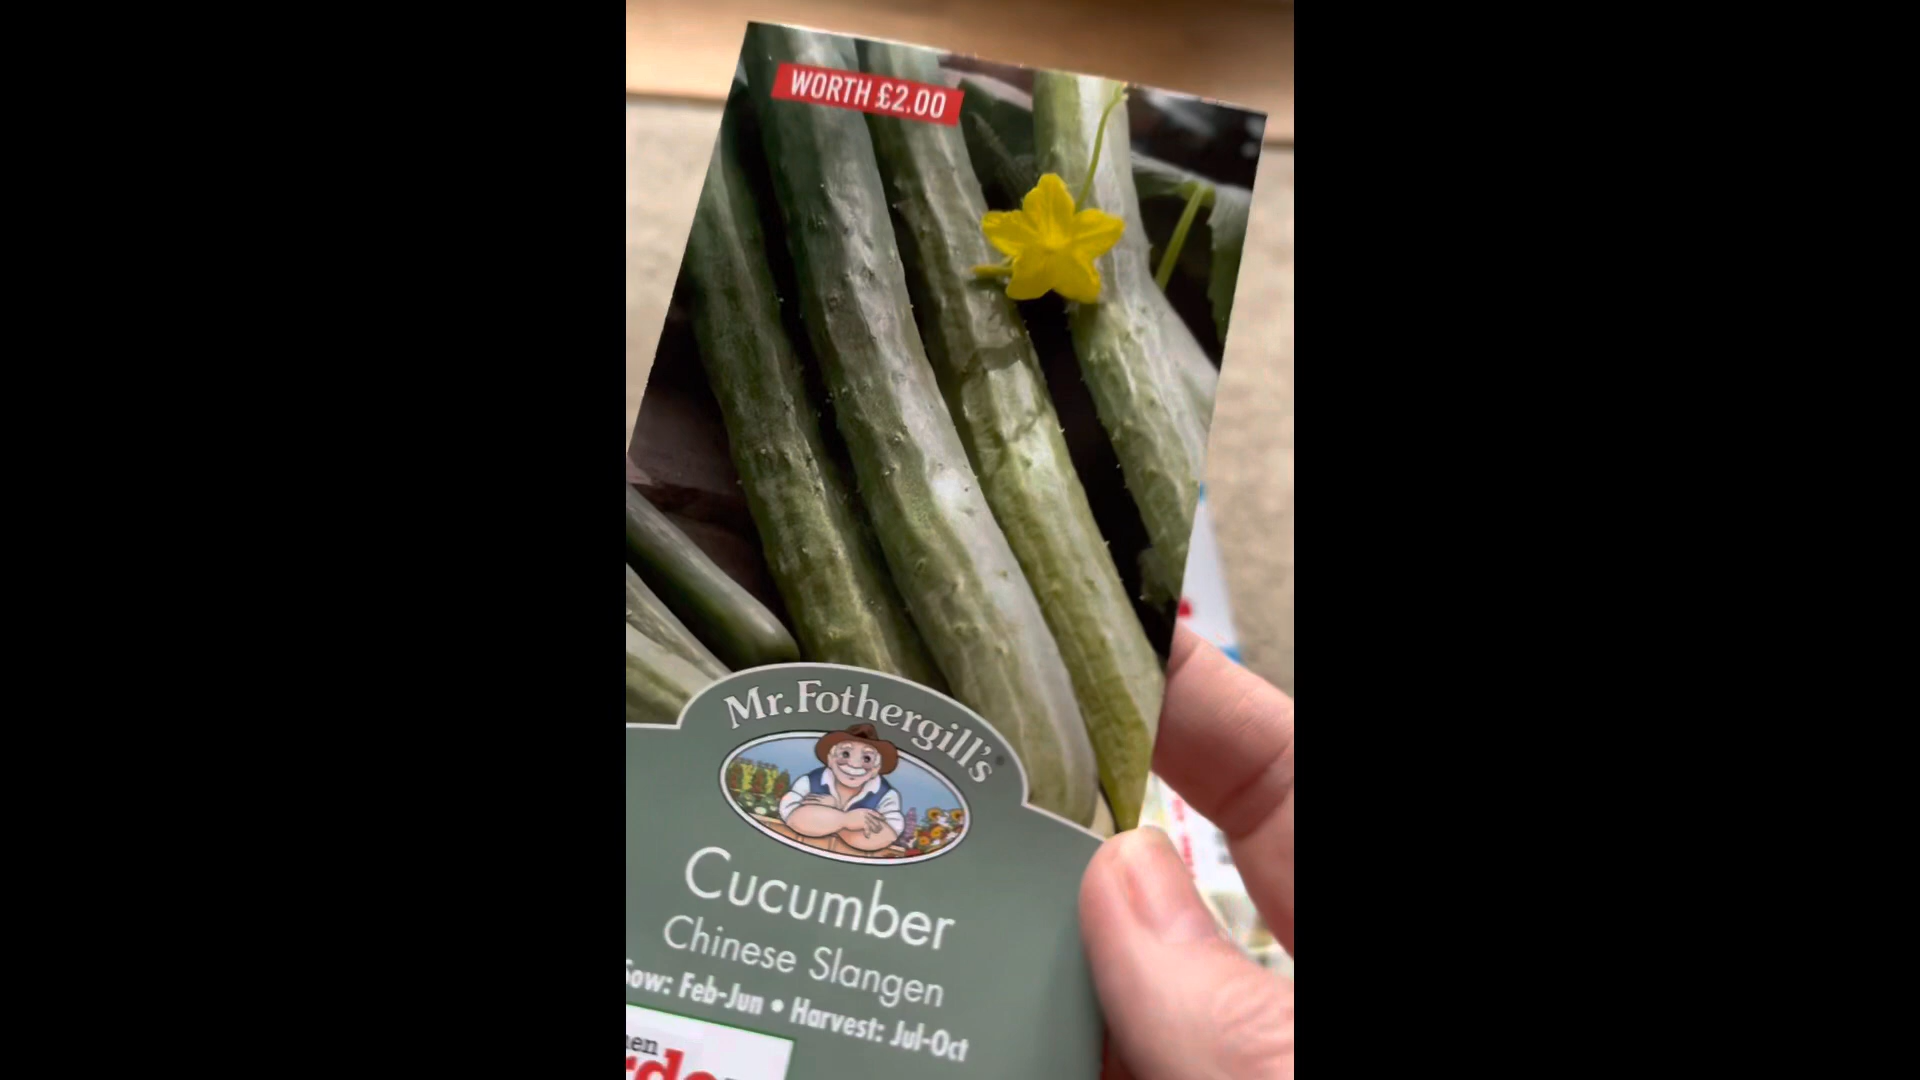 WORTH £2.00
Mr. Fothergill's
Cucumber
Chinese Slangen
Sow: Feb-Jun • Harvest: Jul-Oct